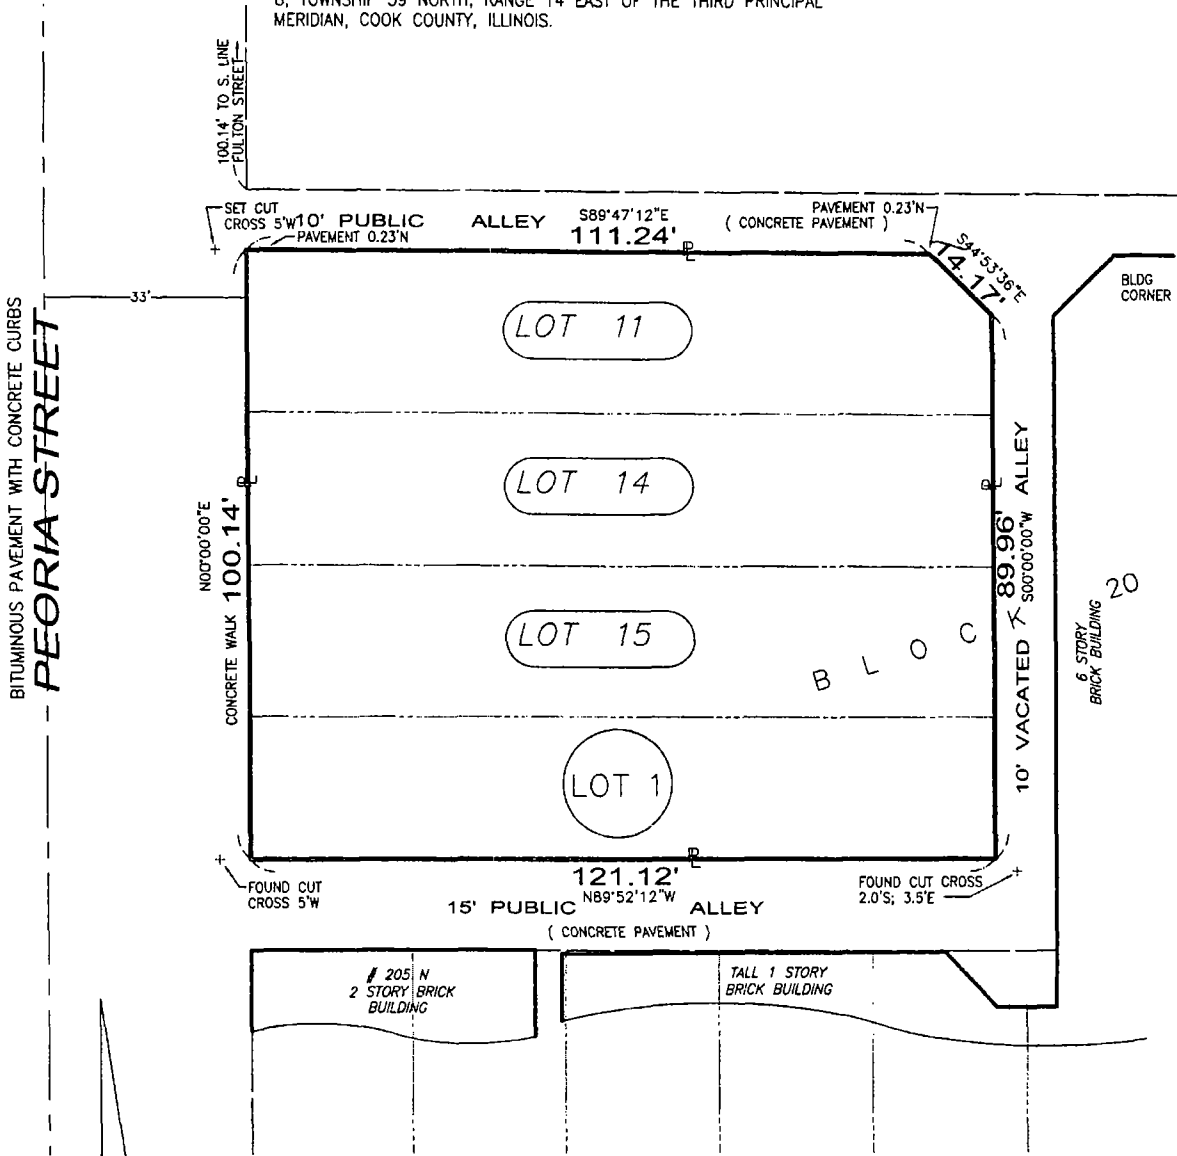 8, TOWNSHIP 39 NORTH, RANGE 14 EAST OF THE THIRD PRINCIPAL
MERIDIAN, COOK COUNTY, ILLINOIS.
100.14' TO S. LINE
FULTON STREET
SET CUT
CROSS 5'W
10' PUBLIC ALLEY
PAVEMENT 0.23'N
S89°47'12"E
111.24'
( CONCRETE PAVEMENT )
PAVEMENT 0.23'N
S44°53'36"E
14.17'
BLDG
CORNER
33'
BITUMINOUS PAVEMENT WITH CONCRETE CURBS
PEORIA STREET
LOT 11
LOT 14
LOT 15
LOT 1
N00°00'00"E
CONCRETE WALK 100.14'
89.96'
S00°00'00"W
10' VACATED ALLEY
BLOCK 20
6 STORY
BRICK BUILDING
FOUND CUT
CROSS 5'W
121.12'
N89°52'12"W
15' PUBLIC ALLEY
( CONCRETE PAVEMENT )
FOUND CUT CROSS
2.0'S; 3.5'E
# 205 N
2 STORY BRICK
BUILDING
TALL 1 STORY
BRICK BUILDING